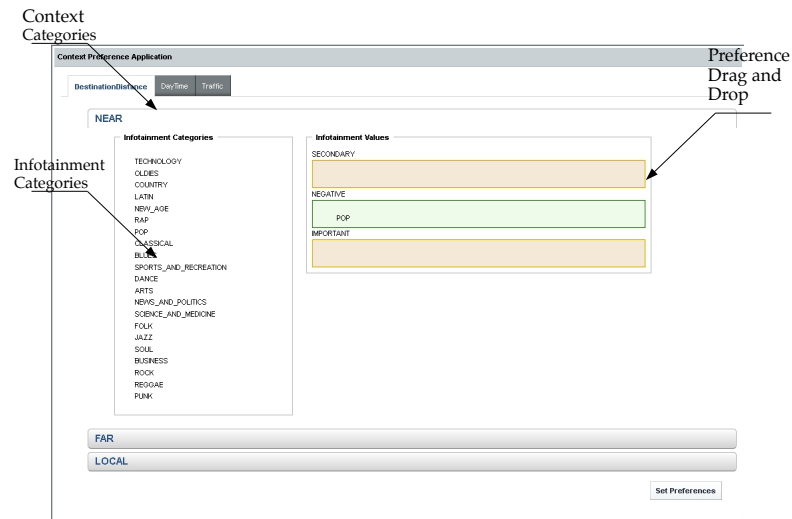 Context
Categories
Context Preference Application
Preference
Drag and
Drop
DestinationDistance DayTime Traffic
NEAR
Infotainment Categories
Infotainment Values
Infotainment
Categories
TECHNOLOGY
OLDIES
COUNTRY
LATIN
NEW_AGE
RAP
POP
CLASSICAL
BLUES
SPORTS_AND_RECREATION
DANCE
ARTS
NEWS_AND_POLITICS
SCIENCE_AND_MEDICINE
FOLK
JAZZ
SOUL
BUSINESS
ROCK
REGGAE
PUNK
SECONDARY
NEGATIVE
POP
IMPORTANT
FAR
LOCAL
Set Preferences